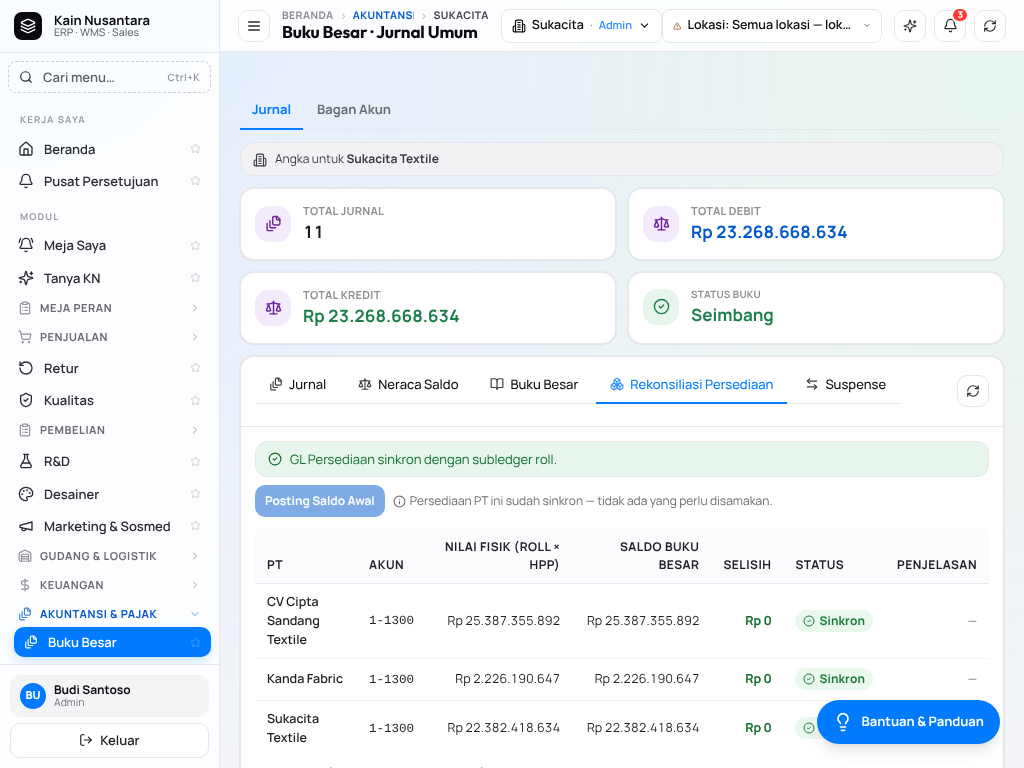 Kain Nusantara
ERP · WMS · Sales
Cari menu... Ctrl+K
KERJA SAYA
Beranda
Pusat Persetujuan
MODUL
Meja Saya
Tanya KN
MEJA PERAN
PENJUALAN
Retur
Kualitas
PEMBELIAN
R&D
Desainer
Marketing & Sosmed
GUDANG & LOGISTIK
KEUANGAN
AKUNTANSI & PAJAK
Buku Besar
BU
Budi Santoso
Admin
Keluar
BERANDA > AKUNTANSI > SUKACITA
Buku Besar · Jurnal Umum
Sukacita · Admin
Lokasi: Semua lokasi — lok...
3
Jurnal Bagan Akun
Angka untuk Sukacita Textile
TOTAL JURNAL
11
TOTAL DEBIT
Rp 23.268.668.634
TOTAL KREDIT
Rp 23.268.668.634
STATUS BUKU
Seimbang
Jurnal Neraca Saldo Buku Besar Rekonsiliasi Persediaan Suspense
GL Persediaan sinkron dengan subledger roll.
Posting Saldo Awal Persediaan PT ini sudah sinkron — tidak ada yang perlu disamakan.
PT AKUN NILAI FISIK (ROLL × HPP) SALDO BUKU BESAR SELISIH STATUS PENJELASAN
CV Cipta Sandang Textile 1-1300 Rp 25.387.355.892 Rp 25.387.355.892 Rp 0 Sinkron —
Kanda Fabric 1-1300 Rp 2.226.190.647 Rp 2.226.190.647 Rp 0 Sinkron —
Sukacita Textile 1-1300 Rp 22.382.418.634 Rp 22.382.418.634 Rp 0
Bantuan & Panduan